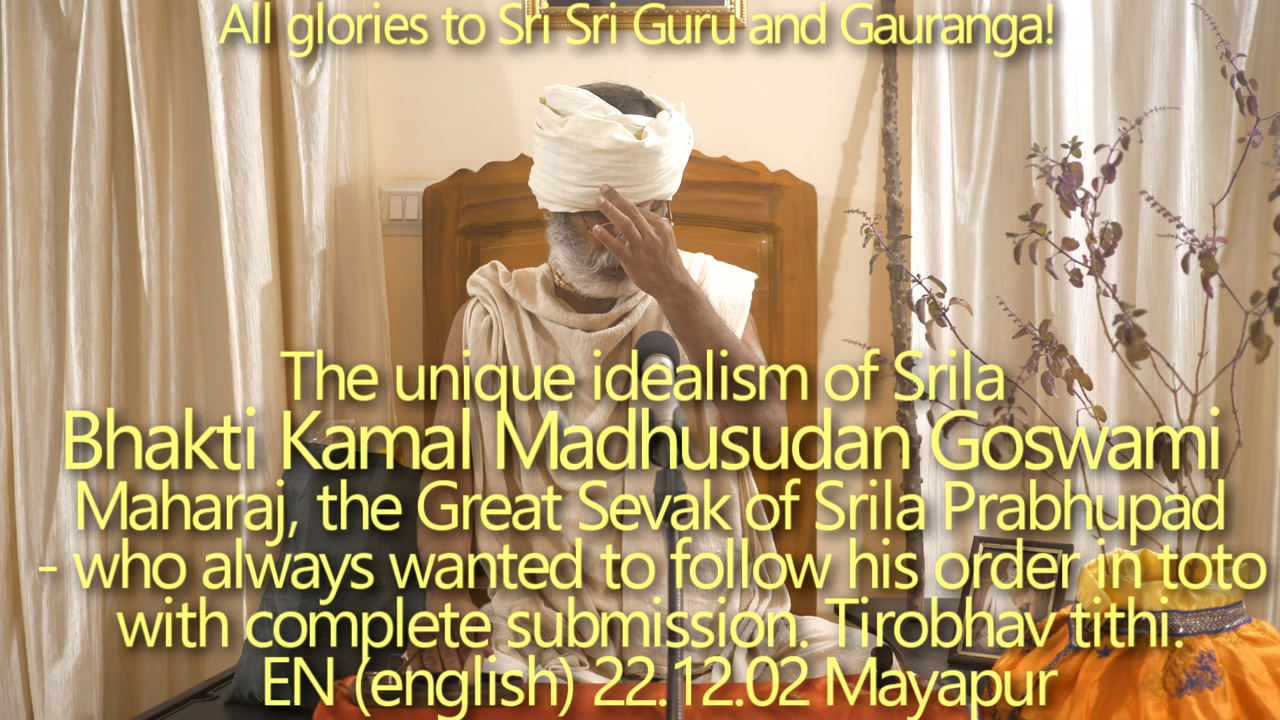 All glories to Sri Sri Guru and Gauranga!
The unique idealism of Srila
Bhakti Kamal Madhusudan Goswami
Maharaj, the Great Sevak of Srila Prabhupad
- who always wanted to follow his order in toto
with complete submission. Tirobhav tithi.
EN (english) 22.12.02 Mayapur